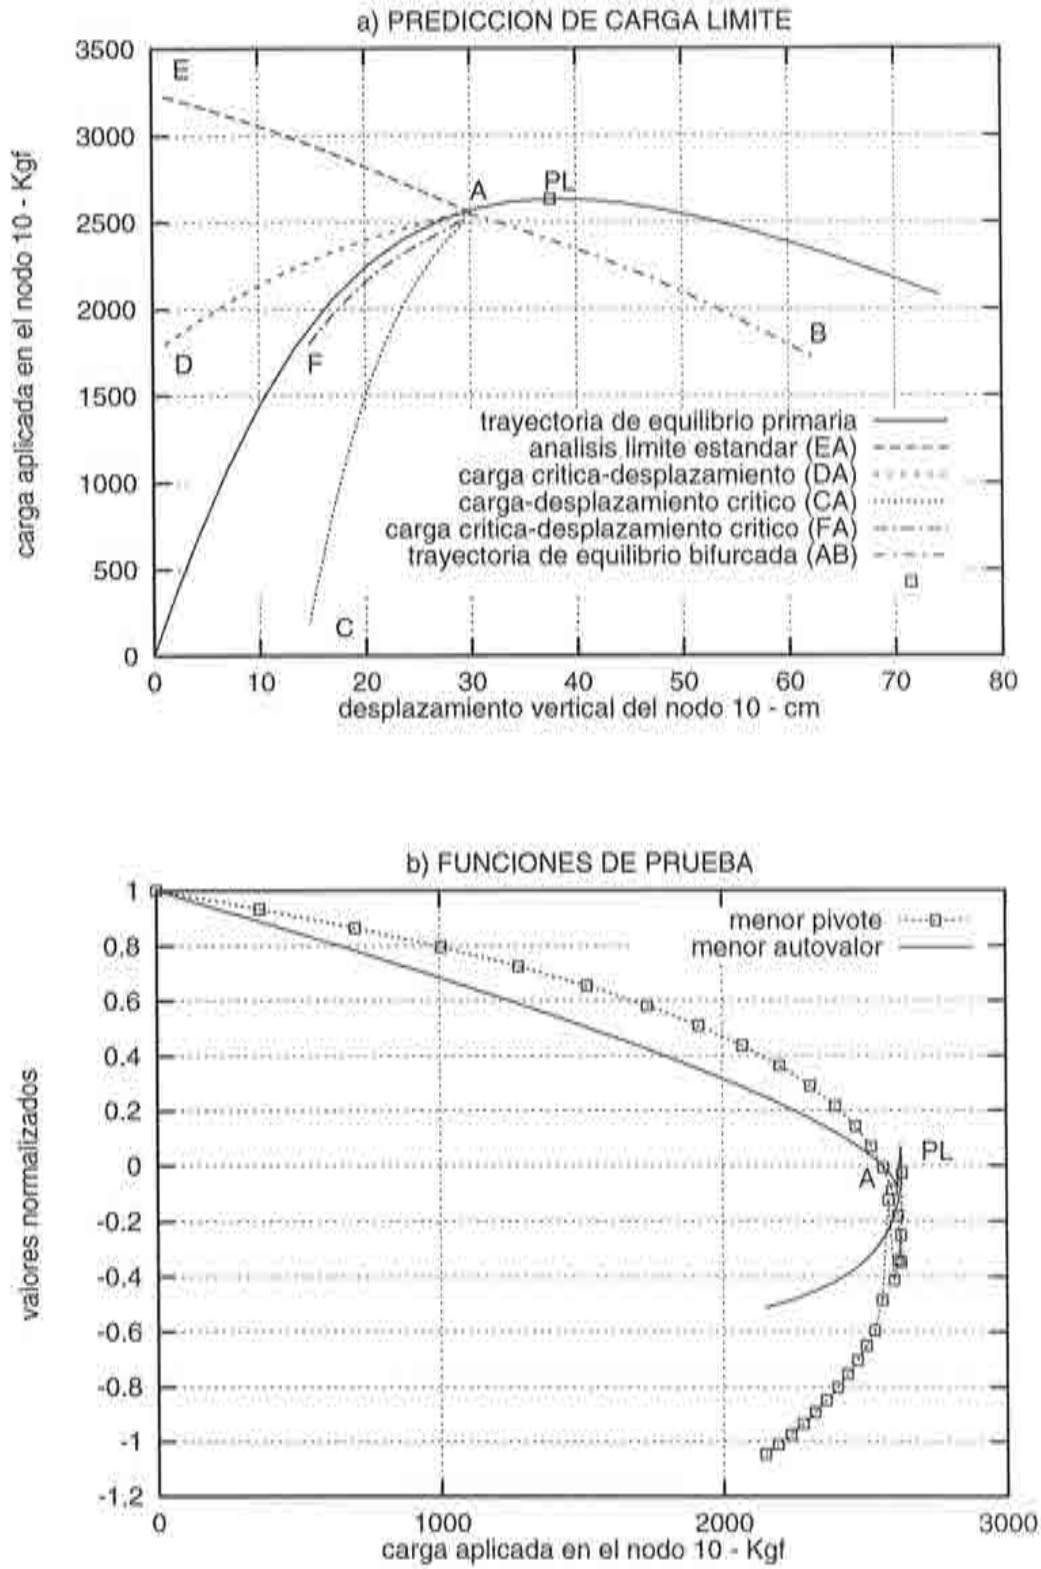 a) PREDICCION DE CARGA LIMITE
3500
3000
2500
2000
1500
1000
500
0
carga aplicada en el nodo 10 - Kgf
E
A
PL
D
F
B
C
trayectoria de equilibrio primaria
analisis limite estandar (EA)
carga critica-desplazamiento (DA)
carga-desplazamiento critico (CA)
carga critica-desplazamiento critico (FA)
trayectoria de equilibrio bifurcada (AB)
0 10 20 30 40 50 60 70 80
desplazamiento vertical del nodo 10 - cm
b) FUNCIONES DE PRUEBA
1
0.8
0.6
0.4
0.2
0
-0.2
-0.4
-0.6
-0.8
-1
-1.2
valores normalizados
menor pivote
menor autovalor
PL
A
0 1000 2000 3000
carga aplicada en el nodo 10 - Kgf